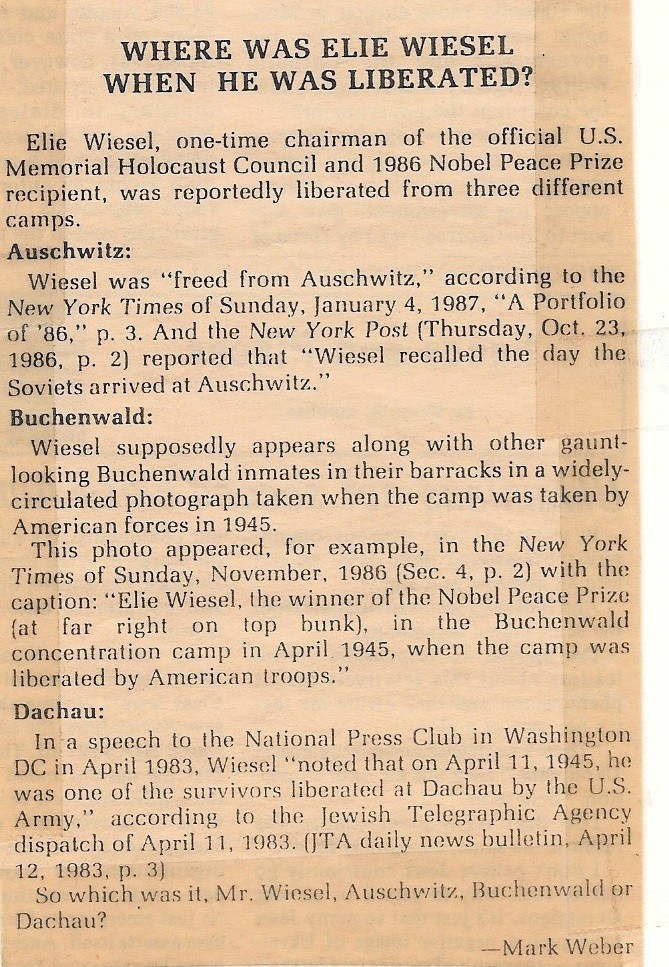 WHERE WAS ELIE WIESEL
WHEN HE WAS LIBERATED?
Elie Wiesel, one-time chairman of the official U.S.
Memorial Holocaust Council and 1986 Nobel Peace Prize
recipient, was reportedly liberated from three different
camps.
Auschwitz:
Wiesel was “freed from Auschwitz,” according to the
New York Times of Sunday, January 4, 1987, “A Portfolio
of ’86,” p. 3. And the New York Post (Thursday, Oct. 23,
1986, p. 2) reported that “Wiesel recalled the day the
Soviets arrived at Auschwitz.”
Buchenwald:
Wiesel supposedly appears along with other gaunt-
looking Buchenwald inmates in their barracks in a widely-
circulated photograph taken when the camp was taken by
American forces in 1945.
This photo appeared, for example, in the New York
Times of Sunday, November, 1986 (Sec. 4, p. 2) with the
caption: “Elie Wiesel, the winner of the Nobel Peace Prize
(at far right on top bunk), in the Buchenwald
concentration camp in April 1945, when the camp was
liberated by American troops.”
Dachau:
In a speech to the National Press Club in Washington
DC in April 1983, Wiesel “noted that on April 11, 1945, he
was one of the survivors liberated at Dachau by the U.S.
Army,” according to the Jewish Telegraphic Agency
dispatch of April 11, 1983. (JTA daily news bulletin, April
12, 1983, p. 3)
So which was it, Mr. Wiesel, Auschwitz, Buchenwald or
Dachau?
—Mark Weber